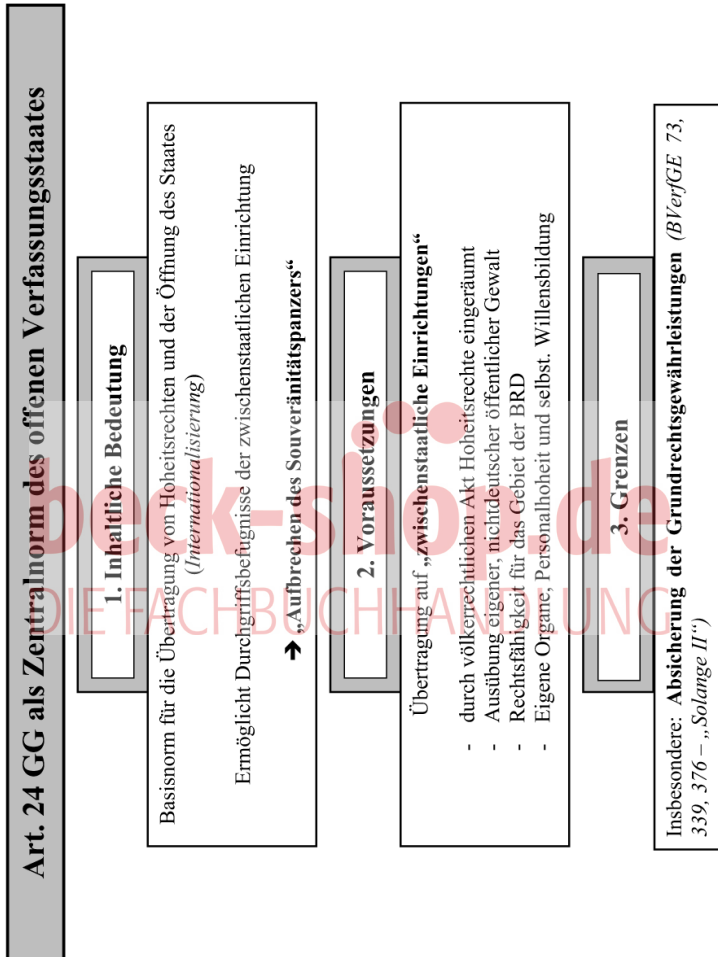 Art. 24 GG als Zentralnorm des offenen Verfassungsstaates
1. Inhaltliche Bedeutung
Basisnorm für die Übertragung von Hoheitsrechten und der Öffnung des Staates
(Internationalisierung)
Ermöglicht Durchgriffsbefugnisse der zwischenstaatlichen Einrichtung
➔ „Aufbrechen des Souveränitätspanzers“
2. Voraussetzungen
Übertragung auf „zwischenstaatliche Einrichtungen“
- durch völkerrechtlichen Akt Hoheitsrechte eingeräumt
- Ausübung eigener, nichtdeutscher öffentlicher Gewalt
- Rechtsfähigkeit für das Gebiet der BRD
- Eigene Organe, Personalhoheit und selbst. Willensbildung
3. Grenzen
Insbesondere: Absicherung der Grundrechtsgewährleistungen (BVerfGE 73,
339, 376 – „Solange II“)
beck-shop.de
DIE FACHBUCHHANDLUNG